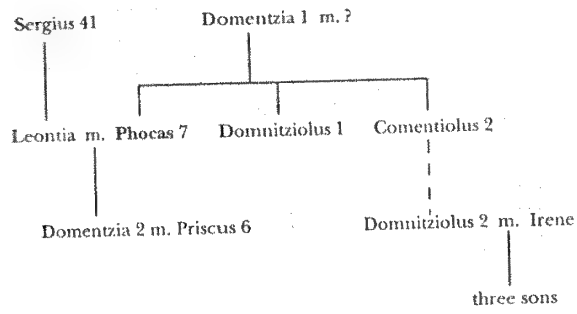 Sergius 41 Domentzia 1 m. ?
Leontia m. Phocas 7 Domnitziolus 1 Comentiolus 2
Domentzia 2 m. Priscus 6 Domnitziolus 2 m. Irene
three sons